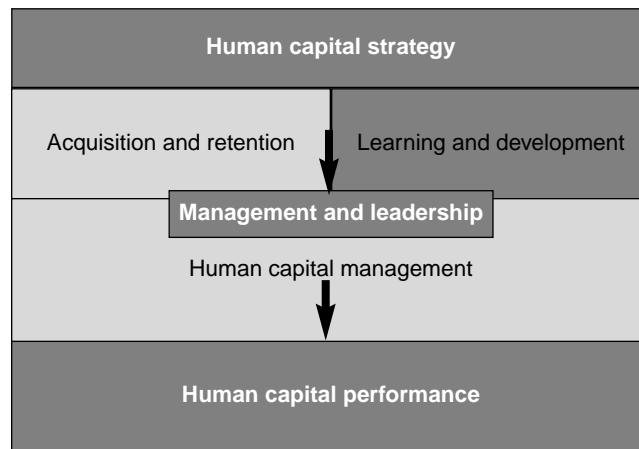 Human capital strategy
Acquisition and retention
Learning and development
Management and leadership
Human capital management
Human capital performance